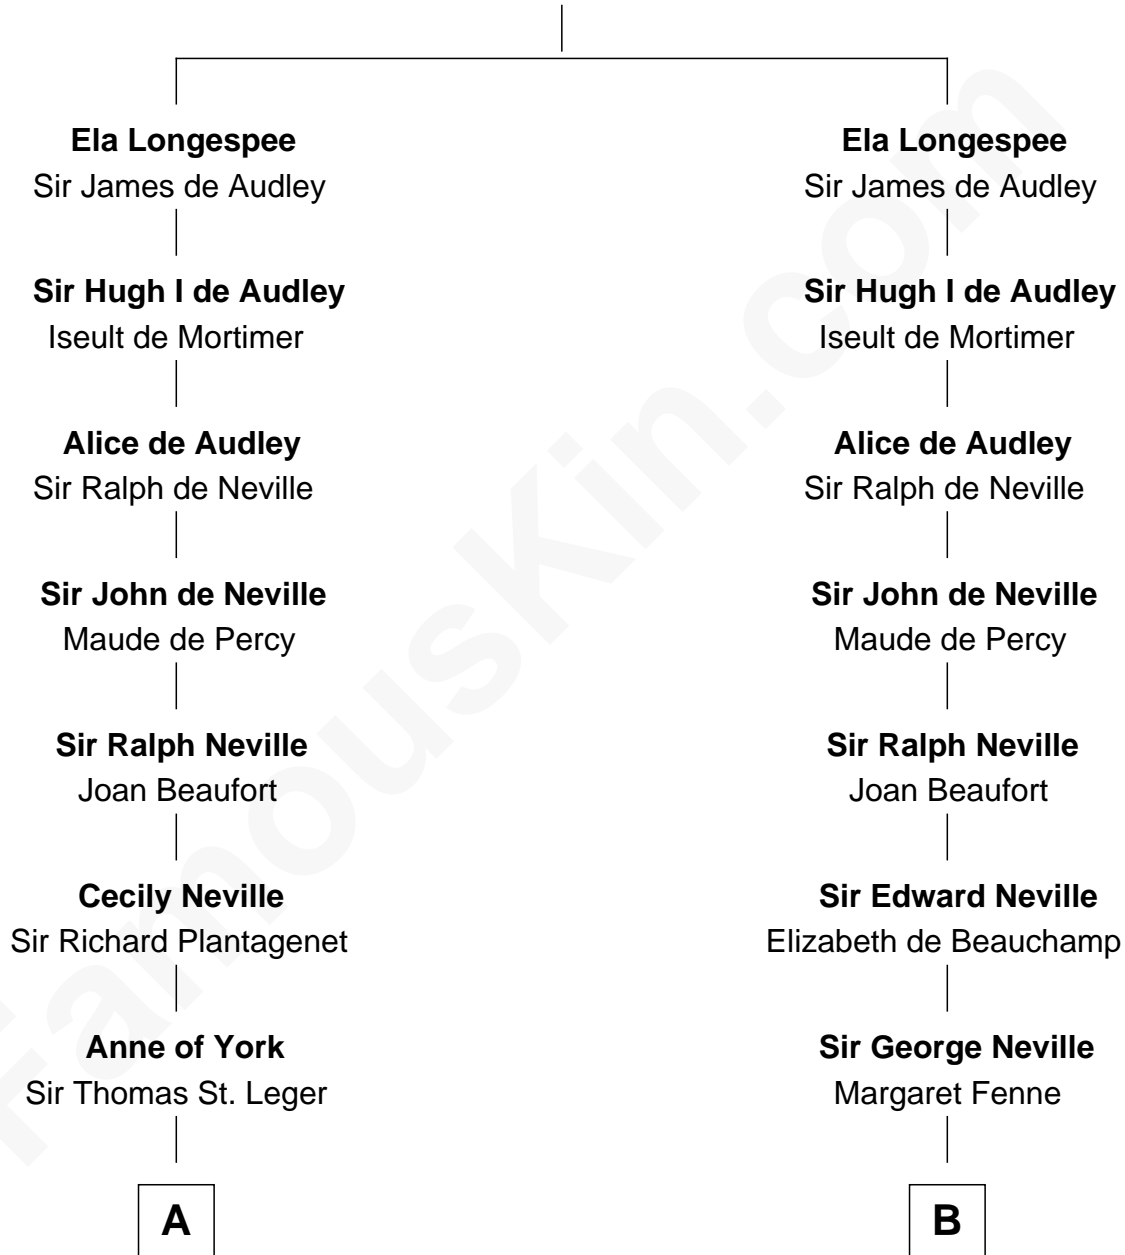 Ela Longespee
Sir James de Audley
Sir Hugh I de Audley
Iseult de Mortimer
Alice de Audley
Sir Ralph de Neville
Sir John de Neville
Maude de Percy
Sir Ralph Neville
Joan Beaufort
Cecily Neville
Sir Richard Plantagenet
Anne of York
Sir Thomas St. Leger
A
Ela Longespee
Sir James de Audley
Sir Hugh I de Audley
Iseult de Mortimer
Alice de Audley
Sir Ralph de Neville
Sir John de Neville
Maude de Percy
Sir Ralph Neville
Joan Beaufort
Sir Edward Neville
Elizabeth de Beauchamp
Sir George Neville
Margaret Fenne
B
FamousKin.com